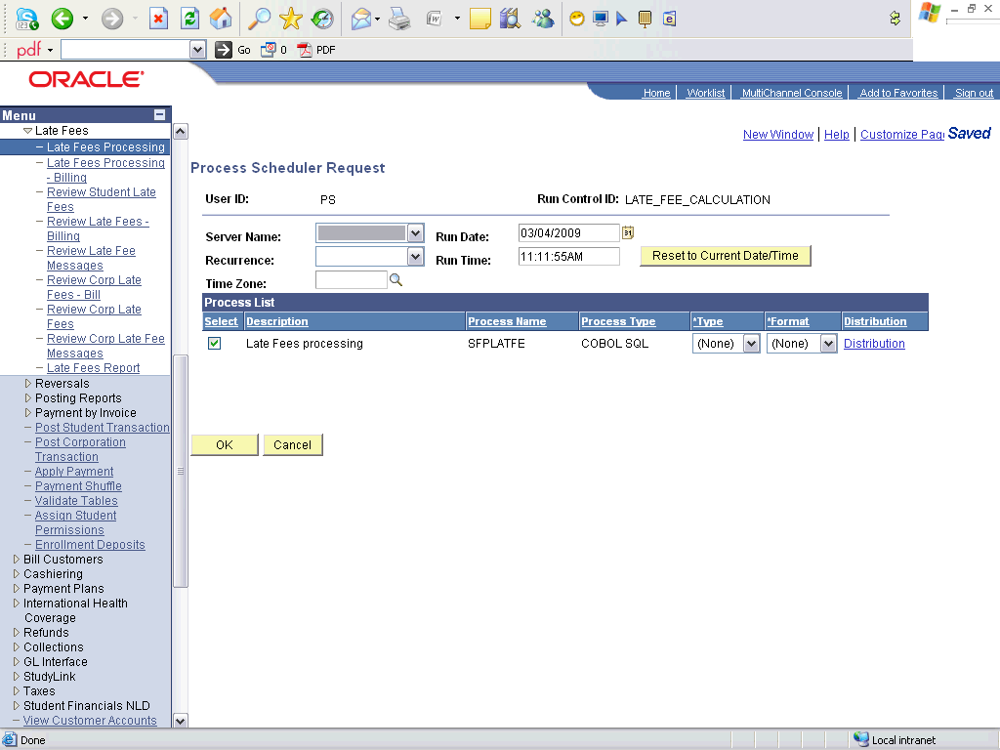 pdf
Go
0
PDF
ORACLE
Home
Worklist
MultiChannel Console
Add to Favorites
Sign out
Menu
Late Fees
Late Fees Processing
Late Fees Processing
- Billing
Review Student Late
Fees
Review Late Fees -
Billing
Review Late Fee
Messages
Review Corp Late
Fees - Bill
Review Corp Late
Fees
Review Corp Late Fee
Messages
Late Fees Report
Reversals
Posting Reports
Payment by Invoice
Post Student Transaction
Post Corporation
Transaction
Apply Payment
Payment Shuffle
Validate Tables
Assign Student
Permissions
Enrollment Deposits
Bill Customers
Cashiering
Payment Plans
International Health
Coverage
Refunds
Collections
GL Interface
StudyLink
Taxes
Student Financials NLD
View Customer Accounts
New Window | Help | Customize Pag Saved
Process Scheduler Request
User ID: PS Run Control ID: LATE_FEE_CALCULATION
Server Name: Run Date: 03/04/2009
Recurrence: Run Time: 11:11:55AM Reset to Current Date/Time
Time Zone:
Process List
Select Description Process Name Process Type *Type *Format Distribution
Late Fees processing SFPLATFE COBOL SQL (None) (None) Distribution
OK Cancel
Done
Local intranet